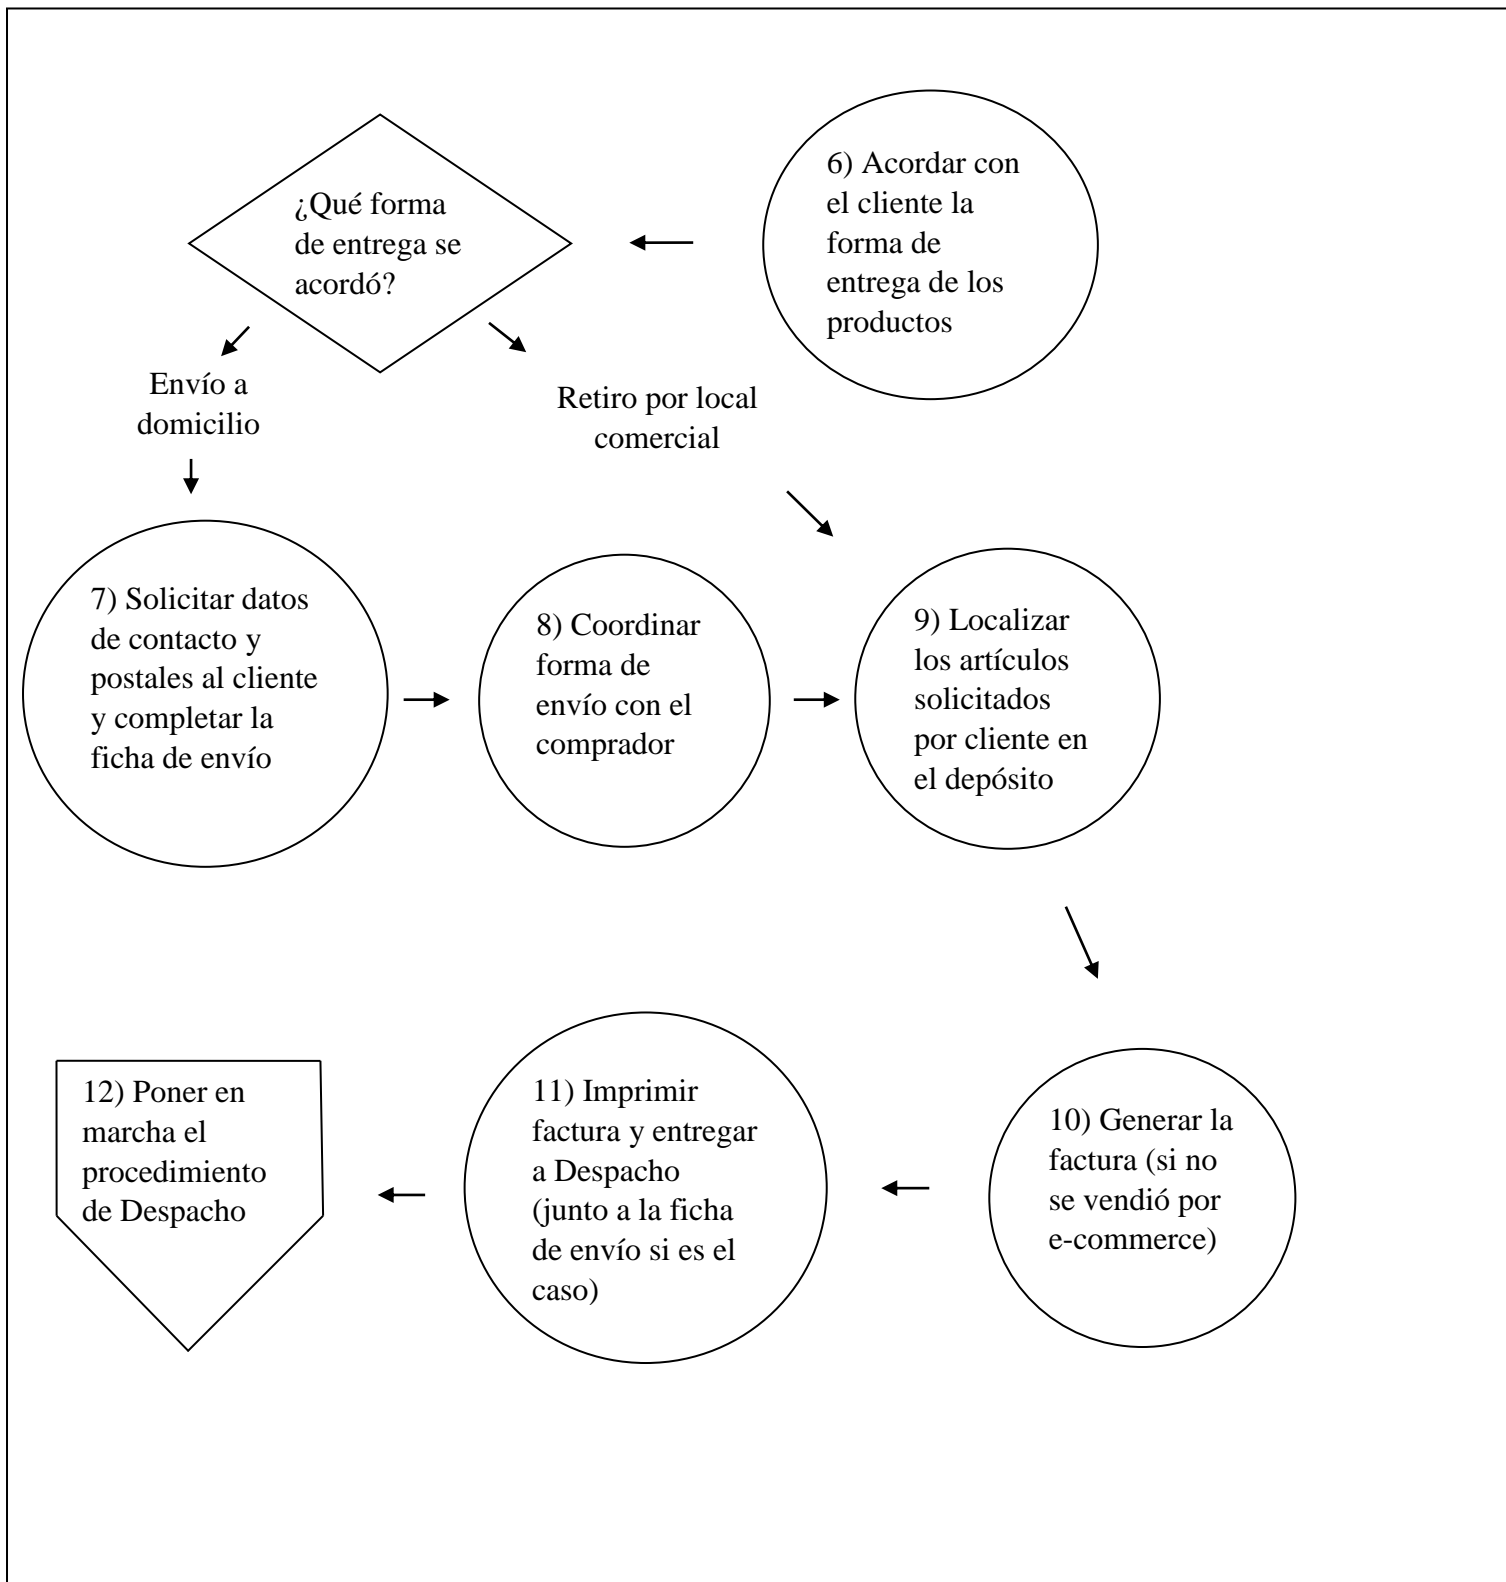 6) Acordar con
el cliente la
forma de
entrega de los
productos
¿Qué forma
de entrega se
acordó?
Envío a
domicilio
Retiro por local
comercial
7) Solicitar datos
de contacto y
postales al cliente
y completar la
ficha de envío
8) Coordinar
forma de
envío con el
comprador
9) Localizar
los artículos
solicitados
por cliente en
el depósito
10) Generar la
factura (si no
se vendió por
e-commerce)
11) Imprimir
factura y entregar
a Despacho
(junto a la ficha
de envío si es el
caso)
12) Poner en
marcha el
procedimiento
de Despacho